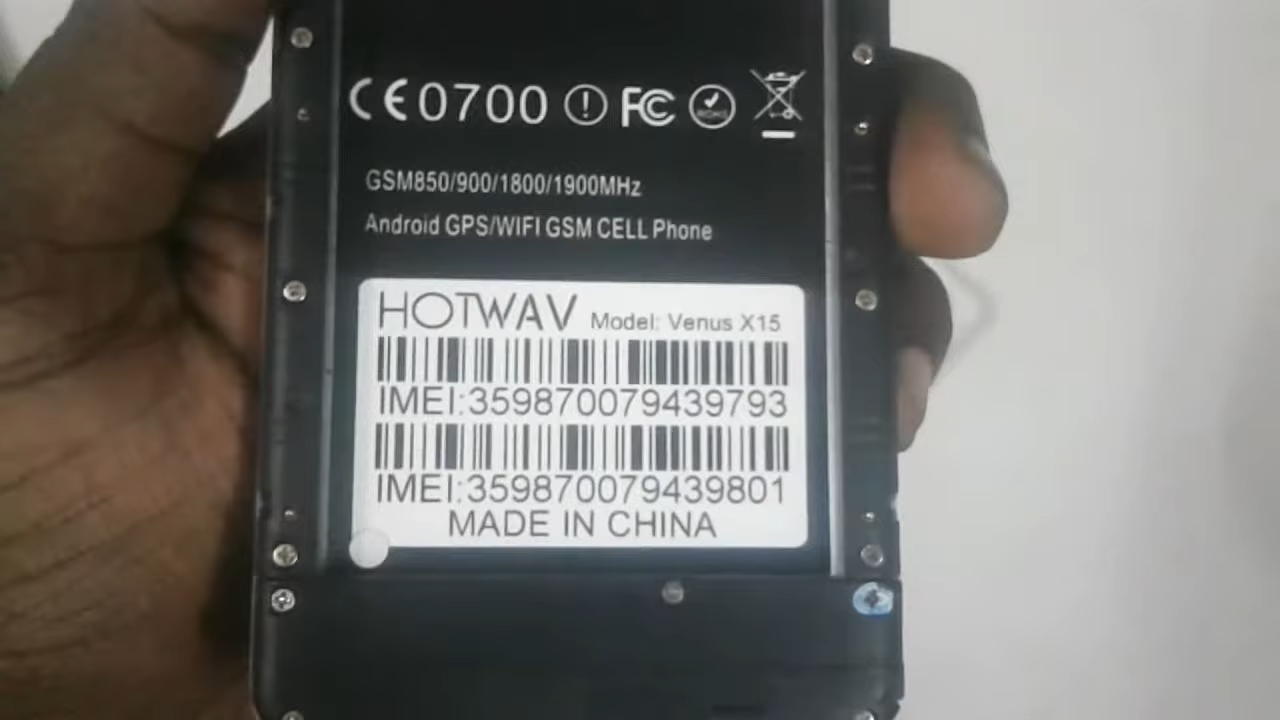 CE0700 FC RoHS
GSM850/900/1800/1900MHz
Android GPS/WIFI GSM CELL Phone
HOTWAV Model: Venus X15
IMEI:359870079439793
IMEI:359870079439801
MADE IN CHINA